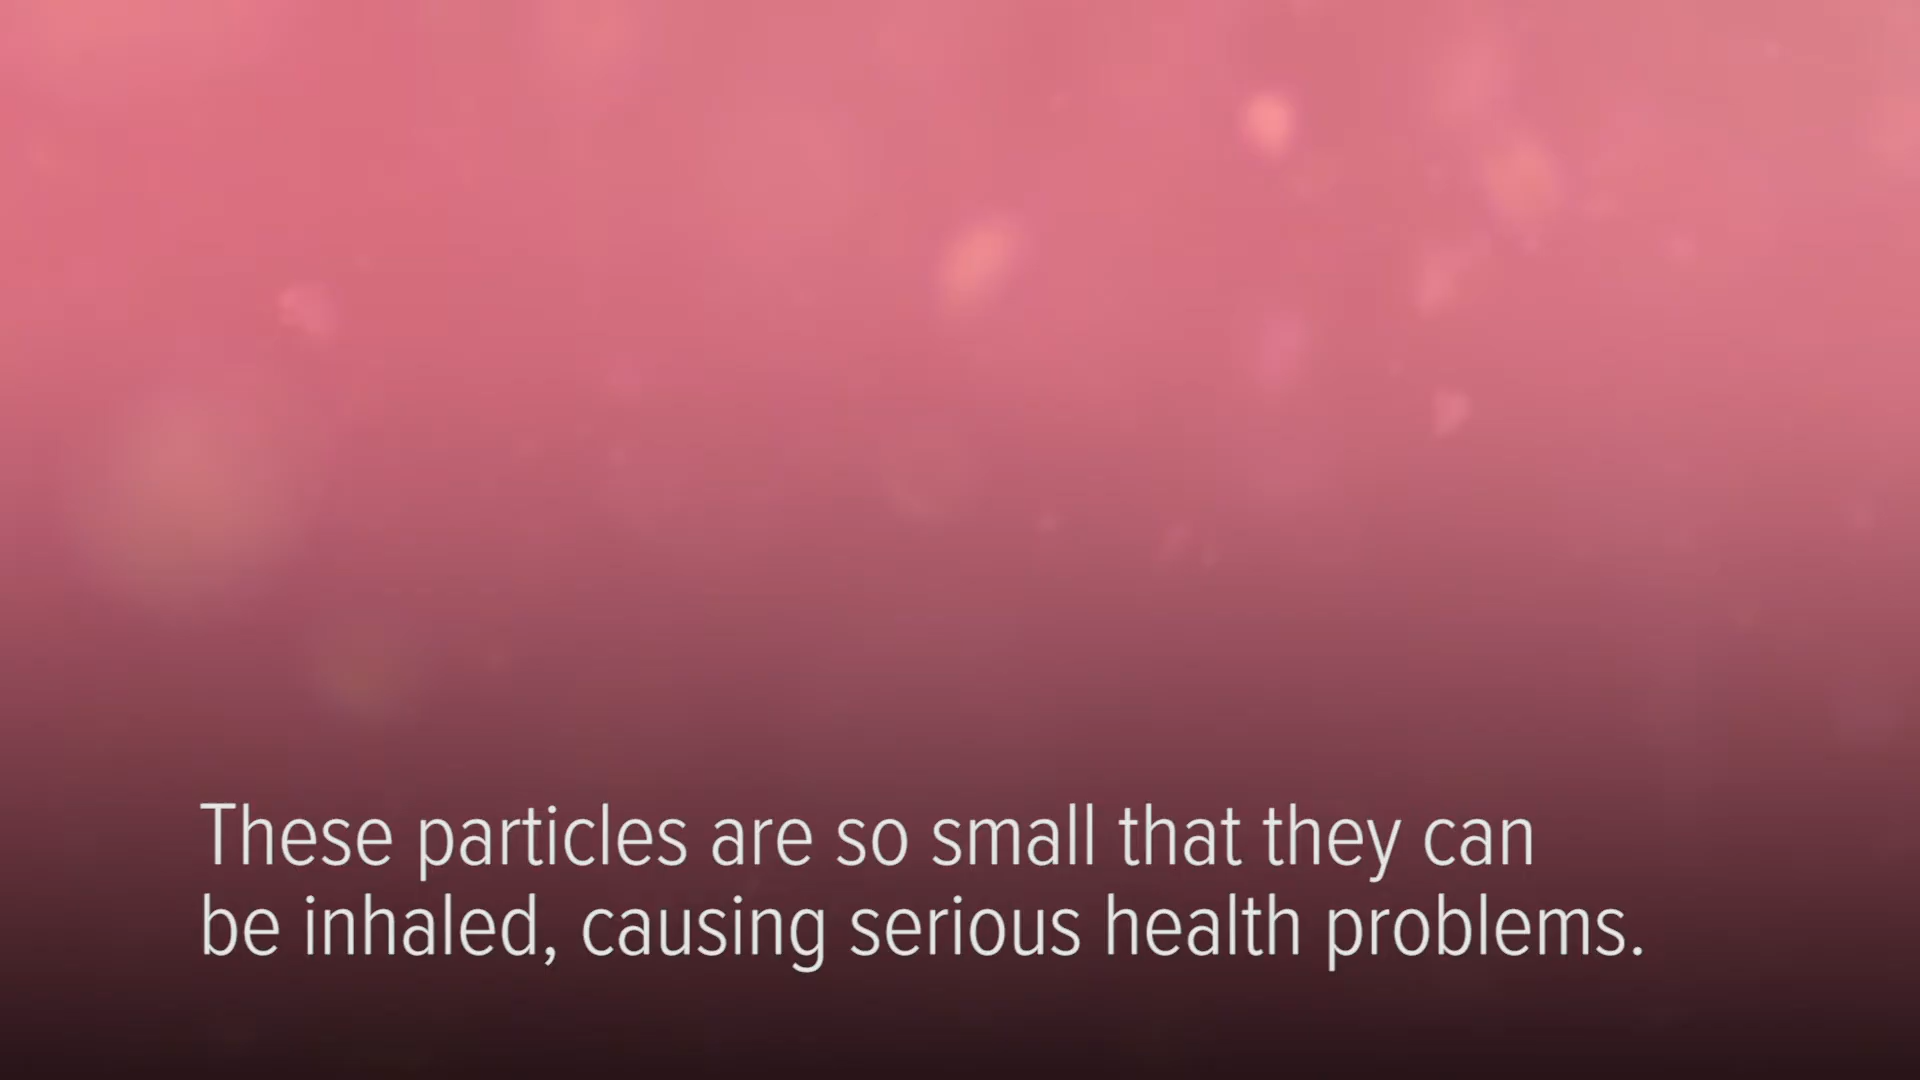 These particles are so small that they can
be inhaled, causing serious health problems.